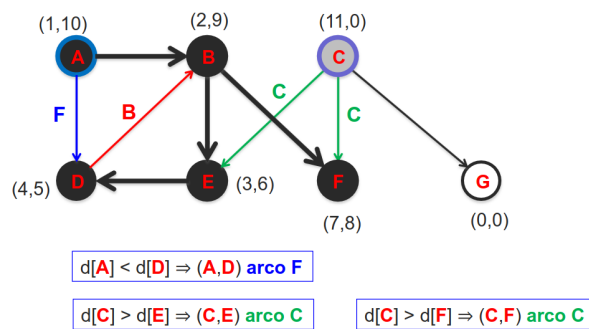 (1,10)
(2,9)
(11,0)
A
B
C
F
B
C
C
D
E
F
G
(4,5)
(3,6)
(7,8)
(0,0)
d[A] < d[D] ⇒ (A,D) arco F
d[C] > d[E] ⇒ (C,E) arco C
d[C] > d[F] ⇒ (C,F) arco C